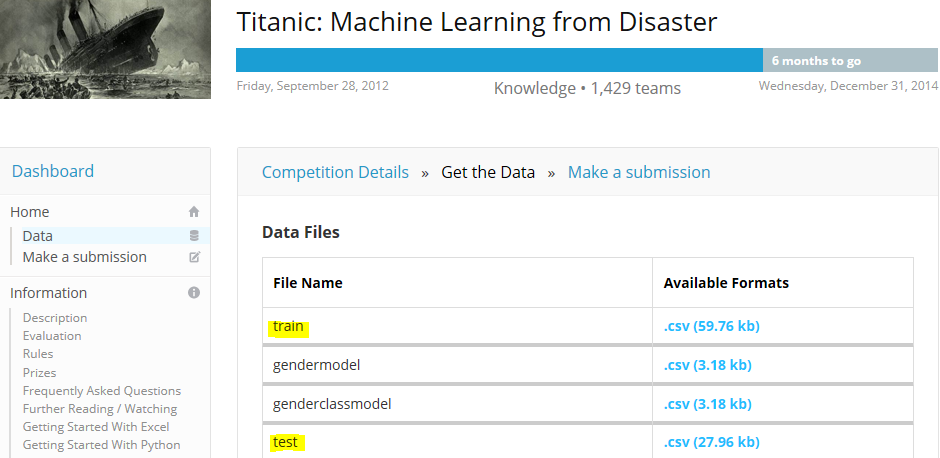 Titanic: Machine Learning from Disaster
6 months to go
Friday, September 28, 2012
Knowledge • 1,429 teams
Wednesday, December 31, 2014
Dashboard
Home
Data
Make a submission
Information
Description
Evaluation
Rules
Prizes
Frequently Asked Questions
Further Reading / Watching
Getting Started With Excel
Getting Started With Python
Competition Details » Get the Data » Make a submission
Data Files
File Name Available Formats
train .csv (59.76 kb)
gendermodel .csv (3.18 kb)
genderclassmodel .csv (3.18 kb)
test .csv (27.96 kb)